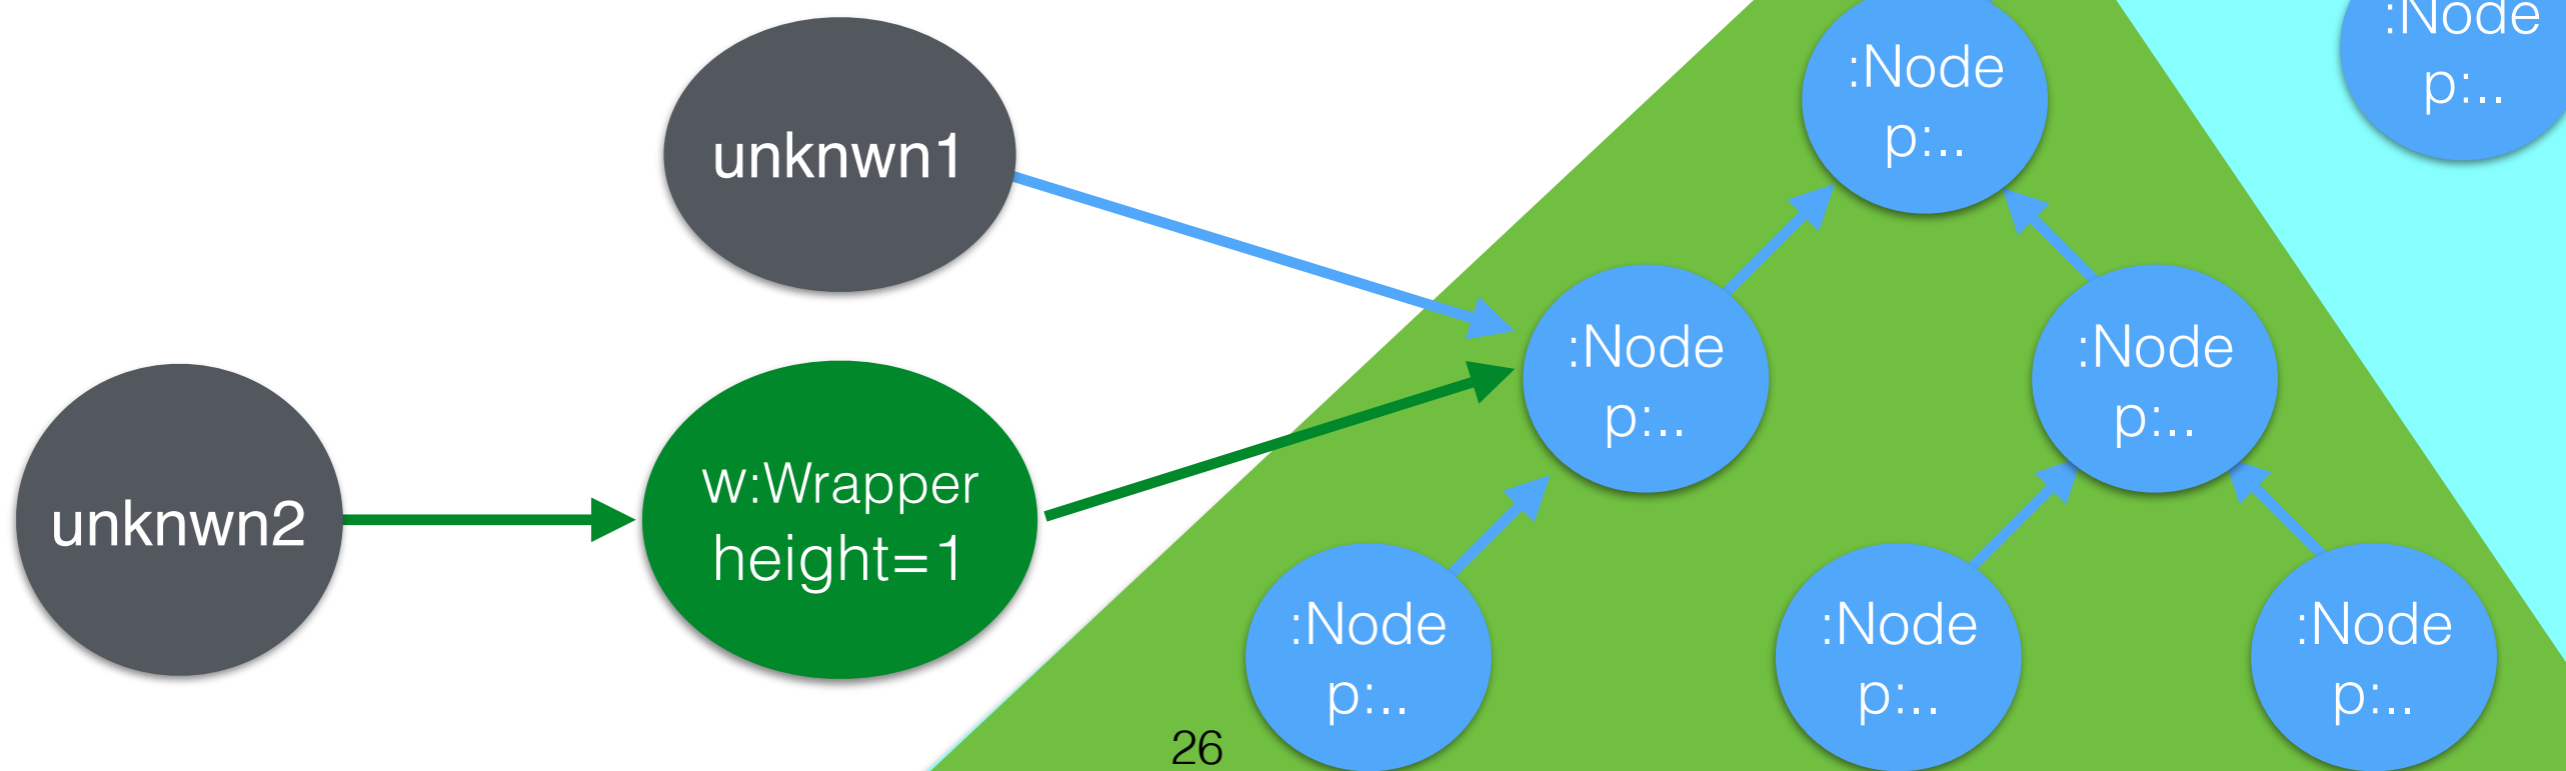 :Node
p:..
:Node
p:..
unknwn1
:Node
p:..
:Node
p:..
unknwn2
w:Wrapper
height=1
:Node
p:..
:Node
p:..
:Node
p:..
26